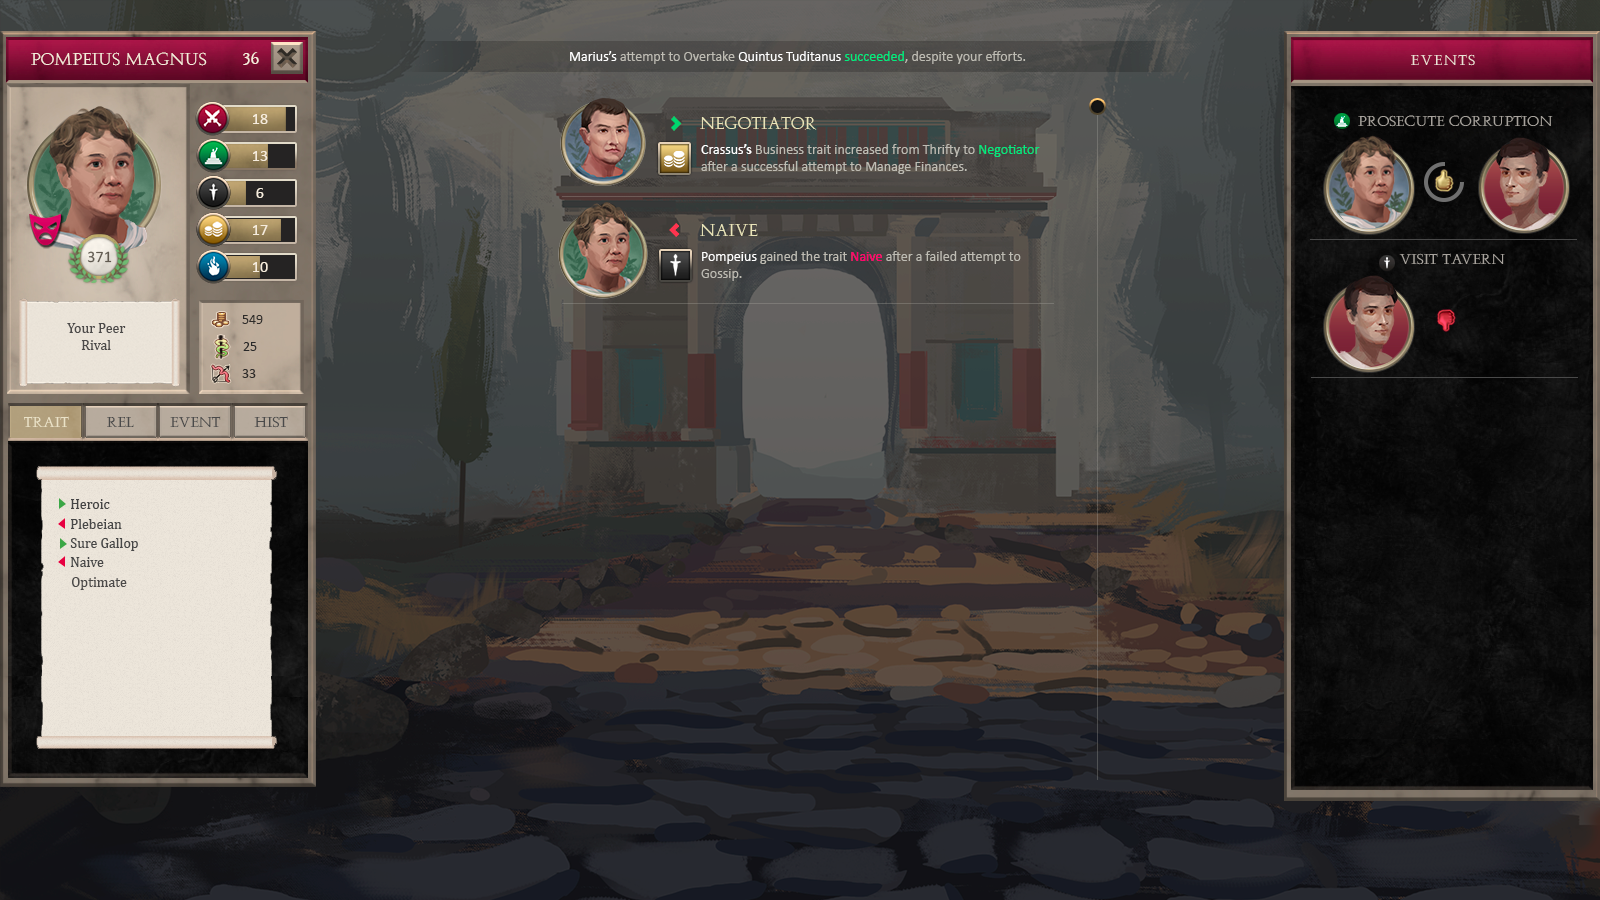 POMPEIUS MAGNUS 36
18
13
6
17
10
371
Your Peer
Rival
549
25
33
TRAIT REL EVENT HIST
Heroic
Plebeian
Sure Gallop
Naive
Optimate
Marius's attempt to Overtake Quintus Tuditanus succeeded, despite your efforts.
NEGOTIATOR
Crassus's Business trait increased from Thrifty to Negotiator
after a successful attempt to Manage Finances.
NAIVE
Pompeius gained the trait Naive after a failed attempt to
Gossip.
EVENTS
PROSECUTE CORRUPTION
VISIT TAVERN